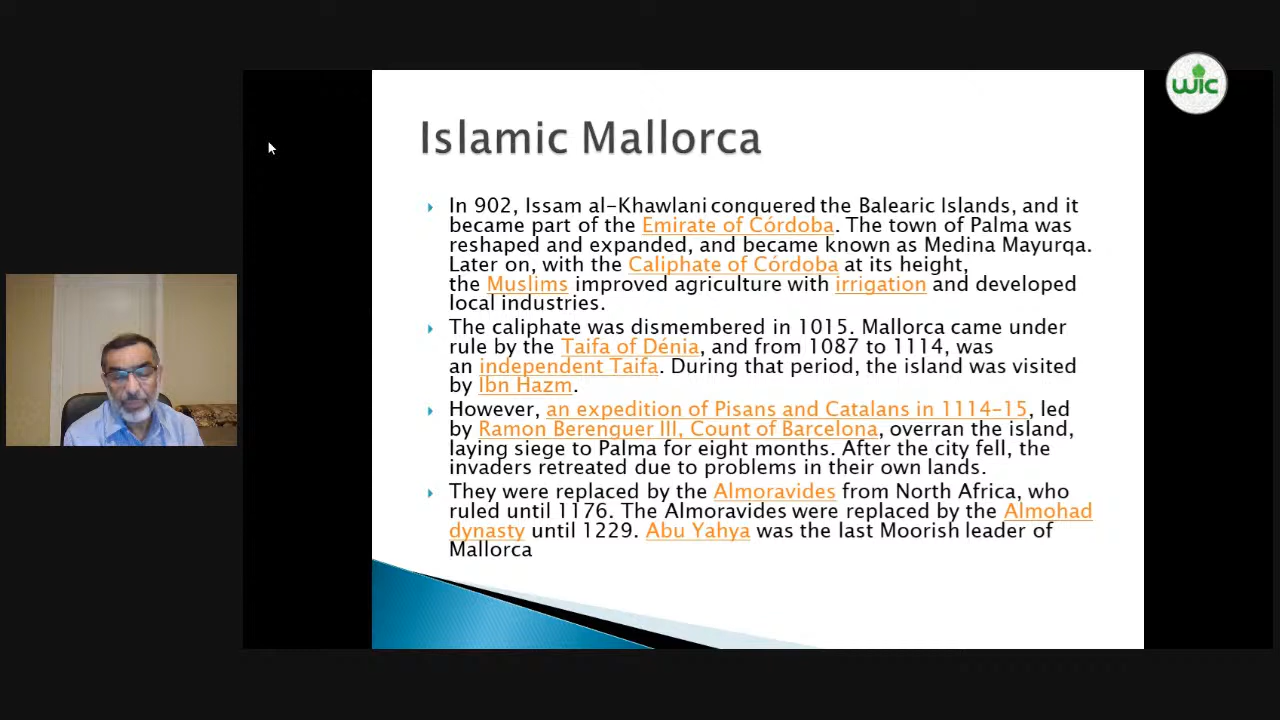 WIC
Islamic Mallorca
In 902, Issam al-Khawlani conquered the Balearic Islands, and it
became part of the Emirate of Córdoba. The town of Palma was
reshaped and expanded, and became known as Medina Mayurqa.
Later on, with the Caliphate of Córdoba at its height,
the Muslims improved agriculture with irrigation and developed
local industries.
The caliphate was dismembered in 1015. Mallorca came under
rule by the Taifa of Dénia, and from 1087 to 1114, was
an independent Taifa. During that period, the island was visited
by Ibn Hazm.
However, an expedition of Pisans and Catalans in 1114–15, led
by Ramon Berenguer III, Count of Barcelona, overran the island,
laying siege to Palma for eight months. After the city fell, the
invaders retreated due to problems in their own lands.
They were replaced by the Almoravides from North Africa, who
ruled until 1176. The Almoravides were replaced by the Almohad
dynasty until 1229. Abu Yahya was the last Moorish leader of
Mallorca